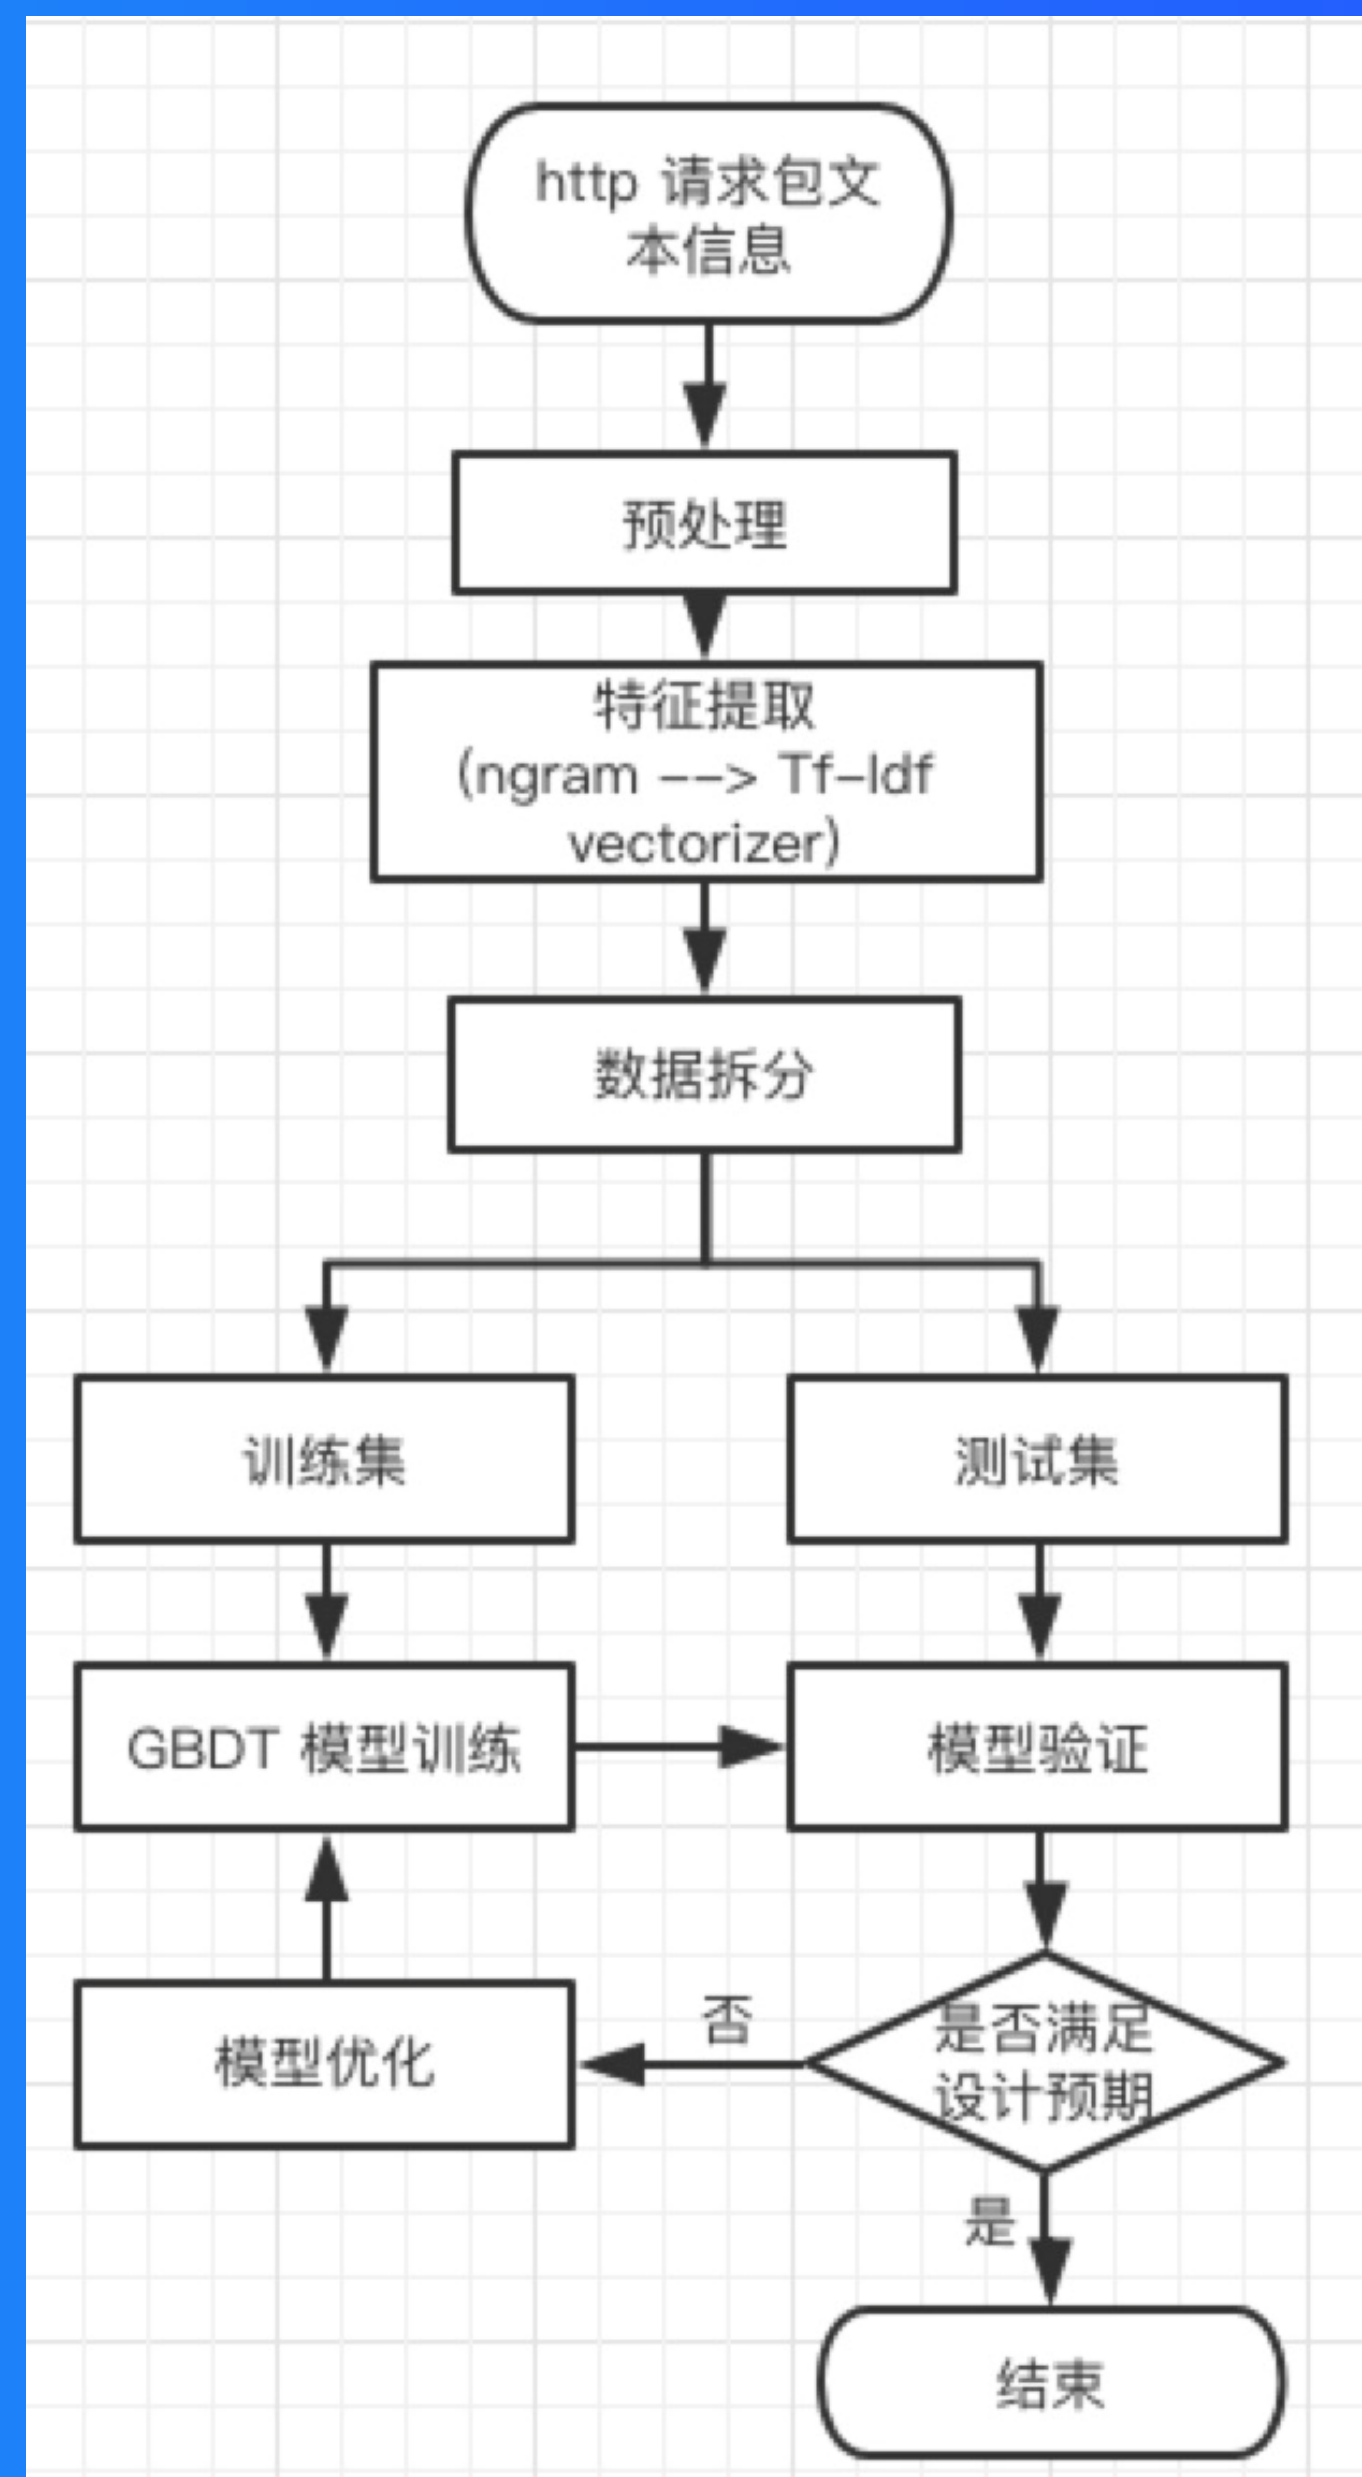 http 请求包文
本信息
预处理
特征提取
(ngram --> Tf-Idf
vectorizer)
数据拆分
训练集
测试集
GBDT 模型训练
模型验证
模型优化
否
是否满足
设计预期
是
结束